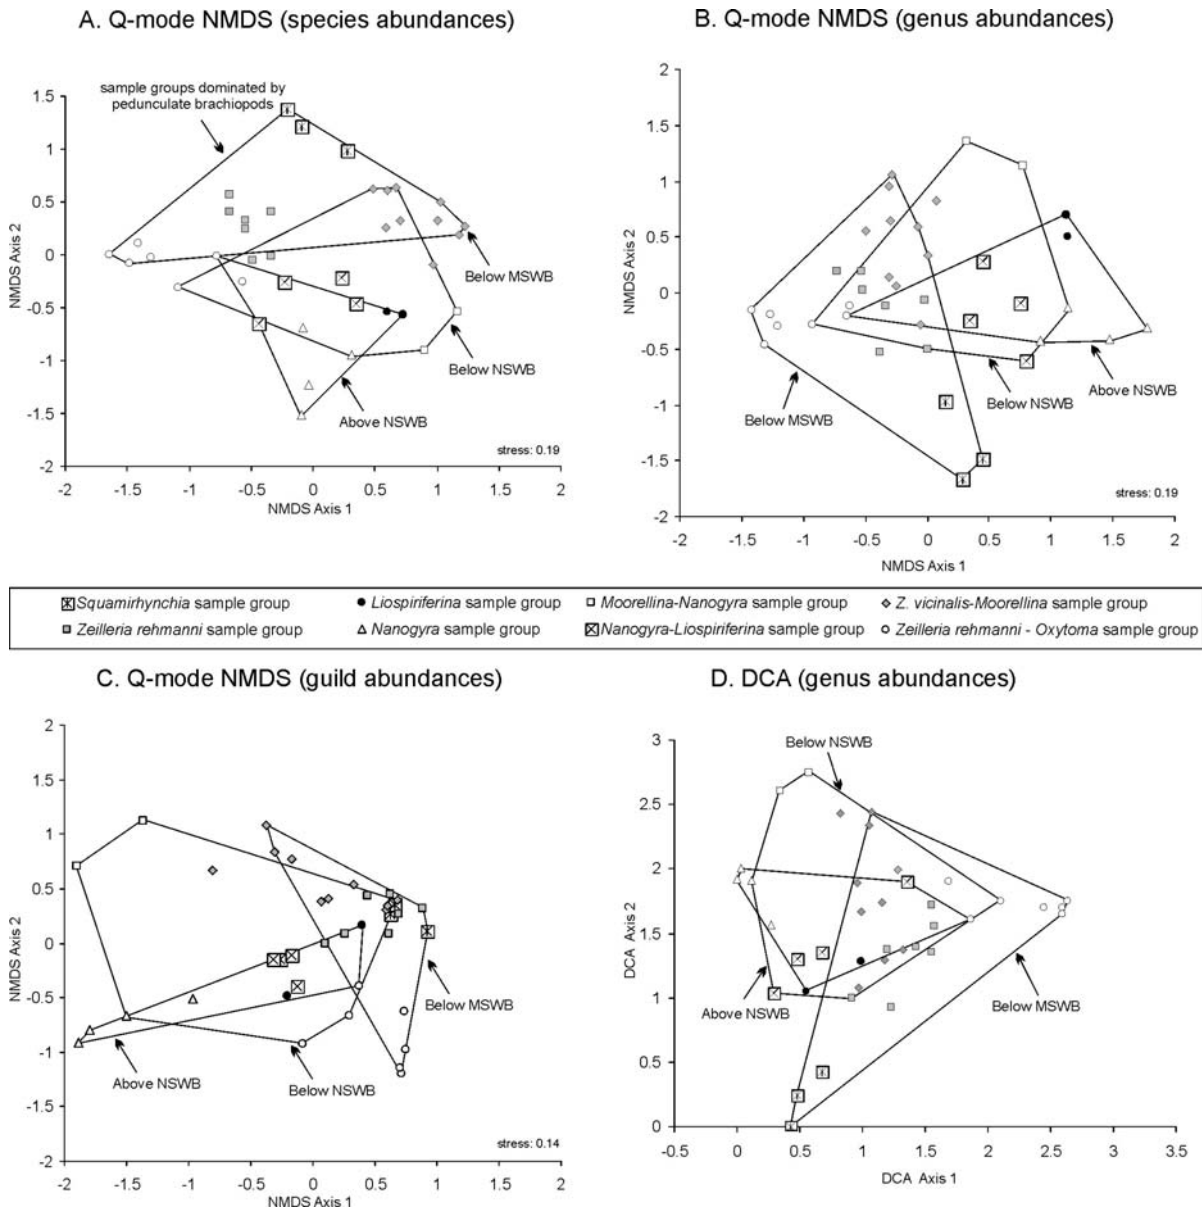 A. Q-mode NMDS (species abundances)
sample groups dominated by
pedunculate brachiopods
1.5
1
0.5
0
-0.5
-1
-1.5
-2
NMDS Axis 2
Below MSWB
Below NSWB
Above NSWB
stress: 0.19
-2 -1.5 -1 -0.5 0 0.5 1 1.5 2
NMDS Axis 1
B. Q-mode NMDS (genus abundances)
2
1.5
1
0.5
0
-0.5
-1
-1.5
-2
NMDS Axis 2
Below MSWB
Below NSWB
Above NSWB
stress: 0.19
-2 -1.5 -1 -0.5 0 0.5 1 1.5 2
NMDS Axis 1
Squamirhynchia sample group
Liospiriferina sample group
Moorellina-Nanogyra sample group
Z. vicinalis-Moorellina sample group
Zeilleria rehmanni sample group
Nanogyra sample group
Nanogyra-Liospiriferina sample group
Zeilleria rehmanni - Oxytoma sample group
C. Q-mode NMDS (guild abundances)
2
1.5
1
0.5
0
-0.5
-1
-1.5
-2
NMDS Axis 2
Below MSWB
Above NSWB
Below NSWB
stress: 0.14
-2 -1.5 -1 -0.5 0 0.5 1 1.5 2
NMDS Axis 1
D. DCA (genus abundances)
3
2.5
2
1.5
1
0.5
0
DCA Axis 2
Below NSWB
Above NSWB
Below MSWB
-0.5 0 0.5 1 1.5 2 2.5 3 3.5
DCA Axis 1